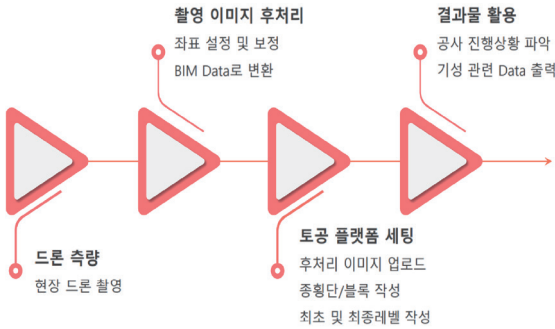 촬영 이미지 후처리
좌표 설정 및 보정
BIM Data로 변환
결과물 활용
공사 진행상황 파악
기성 관련 Data 출력
드론 측량
현장 드론 촬영
토공 플랫폼 세팅
후처리 이미지 업로드
종횡단/블록 작성
최초 및 최종레벨 작성